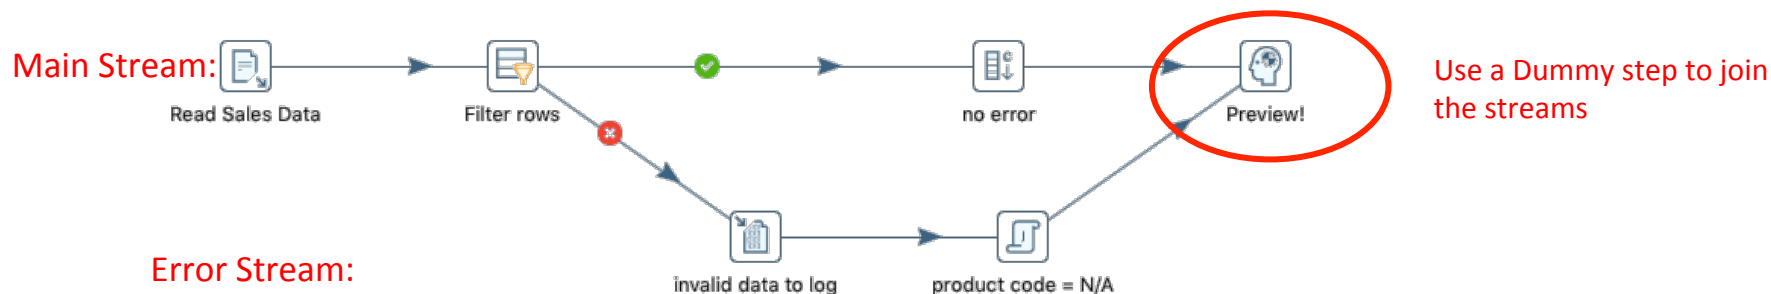 Main Stream:
Read Sales Data
Filter rows
no error
Preview!
Use a Dummy step to join
the streams
Error Stream:
invalid data to log
product code = N/A